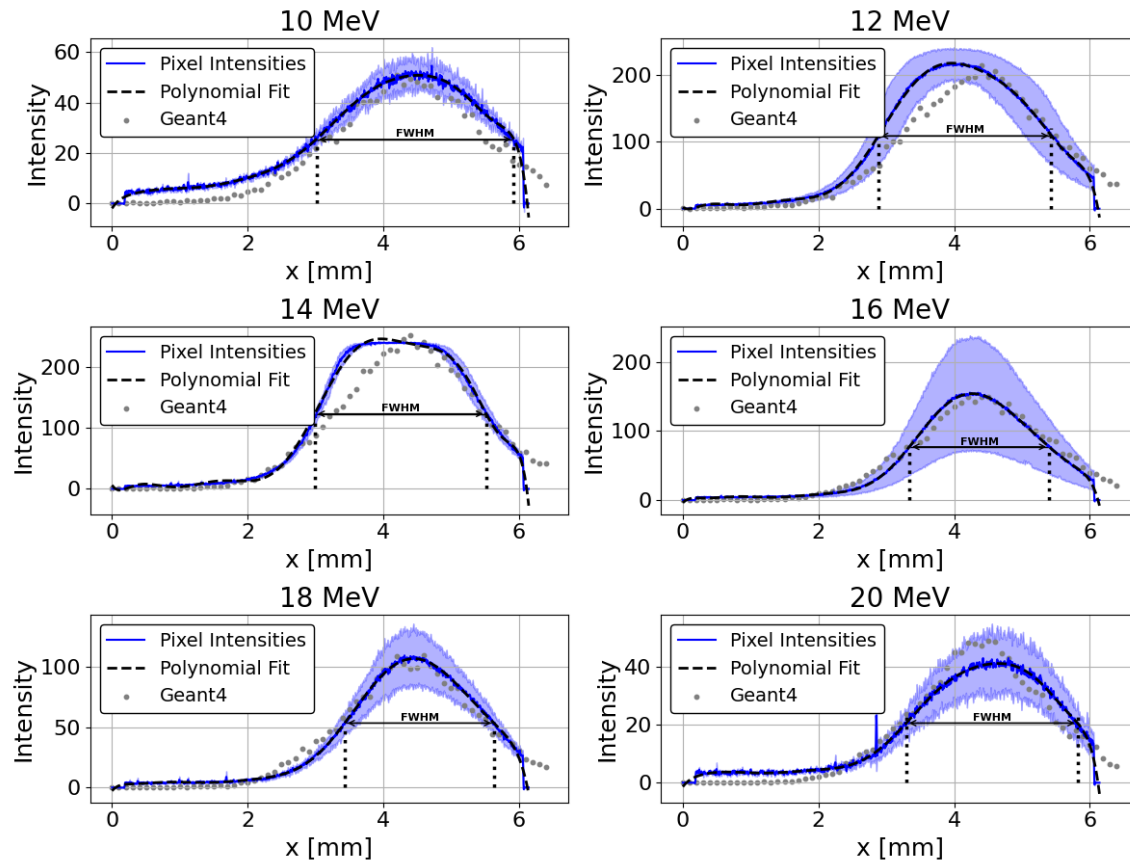 10 MeV
60
40
20
0
Intensity
Pixel Intensities
Polynomial Fit
Geant4
FWHM
0 2 4 6
x [mm]
12 MeV
200
100
0
Intensity
Pixel Intensities
Polynomial Fit
Geant4
FWHM
0 2 4 6
x [mm]
14 MeV
200
100
0
Intensity
Pixel Intensities
Polynomial Fit
Geant4
FWHM
0 2 4 6
x [mm]
16 MeV
200
100
0
Intensity
Pixel Intensities
Polynomial Fit
Geant4
FWHM
0 2 4 6
x [mm]
18 MeV
100
50
0
Intensity
Pixel Intensities
Polynomial Fit
Geant4
FWHM
0 2 4 6
x [mm]
20 MeV
40
20
0
Intensity
Pixel Intensities
Polynomial Fit
Geant4
FWHM
0 2 4 6
x [mm]